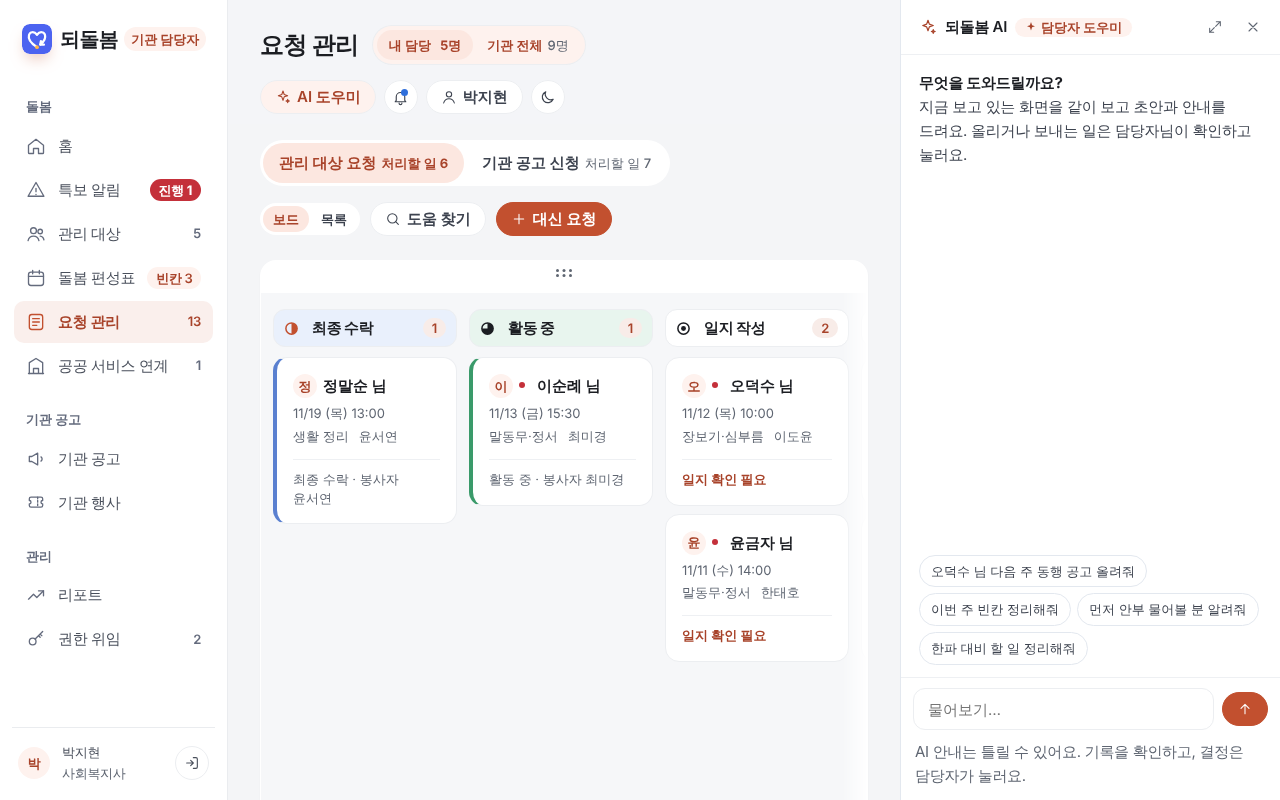 되돌봄 기관 담당자
돌봄
홈
특보 알림 진행 1
관리 대상 5
돌봄 편성표 빈칸 3
요청 관리 13
공공 서비스 연계 1
기관 공고
기관 공고
기관 행사
관리
리포트
권한 위임 2
박 박지현
사회복지사
요청 관리 내 담당 5명 기관 전체 9명
AI 도우미 박지현
관리 대상 요청 처리할 일 6 기관 공고 신청 처리할 일 7
보드 목록 도움 찾기 대신 요청
최종 수락 1
정 정말순 님
11/19 (목) 13:00
생활 정리 윤서연
최종 수락 · 봉사자
윤서연
활동 중 1
이 이순례 님
11/13 (금) 15:30
말동무·정서 최미경
활동 중 · 봉사자 최미경
일지 작성 2
오 오덕수 님
11/12 (목) 10:00
장보기·심부름 이도윤
일지 확인 필요
윤 윤금자 님
11/11 (수) 14:00
말동무·정서 한태호
일지 확인 필요
되돌봄 AI 담당자 도우미
무엇을 도와드릴까요?
지금 보고 있는 화면을 같이 보고 초안과 안내를
드려요. 올리거나 보내는 일은 담당자님이 확인하고
눌러요.
오덕수 님 다음 주 동행 공고 올려줘
이번 주 빈칸 정리해줘 먼저 안부 물어볼 분 알려줘
한파 대비 할 일 정리해줘
물어보기...
AI 안내는 틀릴 수 있어요. 기록을 확인하고, 결정은
담당자가 눌러요.